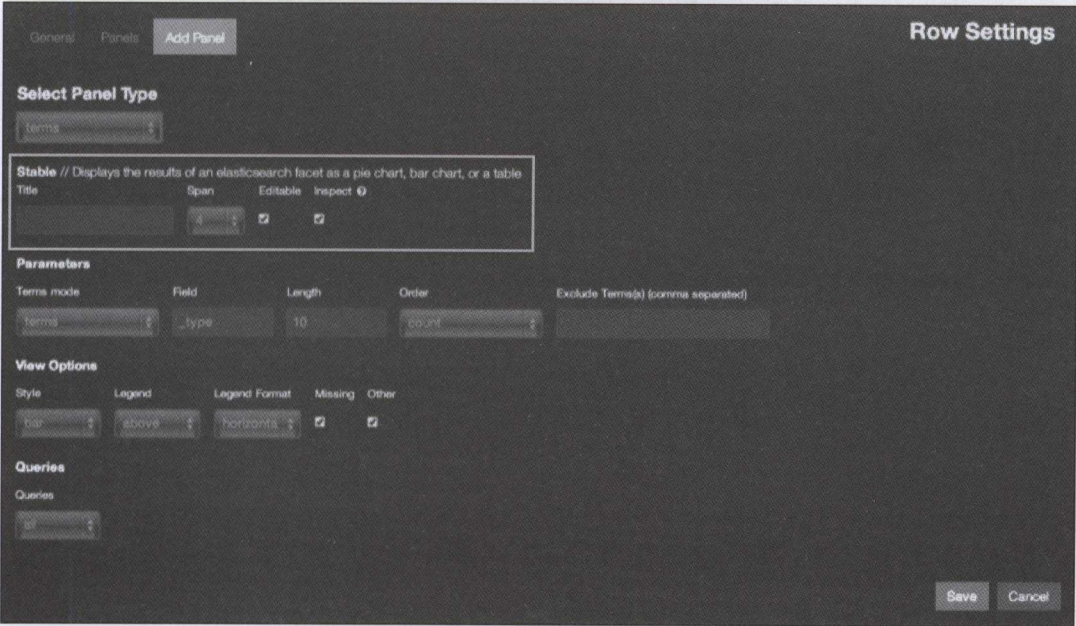 General Panels Add Panel
Row Settings
Select Panel Type
terms
Stable // Displays the results of an elasticsearch facet as a pie chart, bar chart, or a table
Title Span Editable Inspect
4
Parameters
Terms mode Field Length Order Exclude Terms(s) (comma separated)
terms _type 10 count
View Options
Style Legend Legend Format Missing Other
bar above horizonta
Queries
Queries
all
Save Cancel